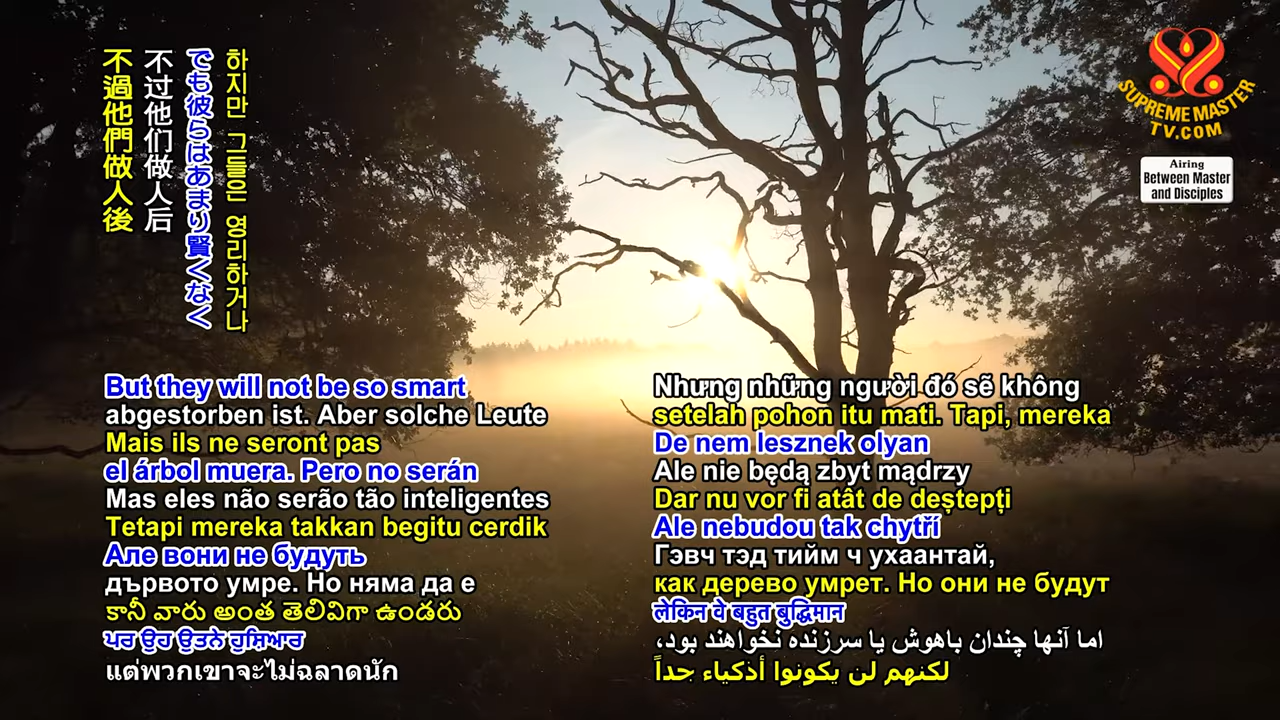 不過他們做人後
不过他们做人后
でも彼らはあまり賢くなく
하지만 그들은 영리하거나
SUPREME MASTER
TV.COM
Airing
Between Master
and Disciples
But they will not be so smart
abgestorben ist. Aber solche Leute
Mais ils ne seront pas
el árbol muera. Pero no serán
Mas eles não serão tão inteligentes
Tetapi mereka takkan begitu cerdik
Але вони не будуть
дървото умре. Но няма да е
కానీ వారు అంత తెలివిగా ఉండరు
ਪਰ ਉਹ ਉਤਨੇ ਹੁਸ਼ਿਆਰ
แต่พวกเขาจะไม่ฉลาดนัก
Nhưng những người đó sẽ không
setelah pohon itu mati. Tapi, mereka
De nem lesznek olyan
Ale nie będą zbyt mądrzy
Dar nu vor fi atât de deștepți
Ale nebudou tak chytří
Гэвч тэд тийм ч ухаантай,
как дерево умрет. Но они не будут
लेकिन वे बहुत बुद्धिमान
اما آنها چندان باهوش یا سرزنده نخواهند بود،
لكنهم لن يكونوا أذكياء جداً